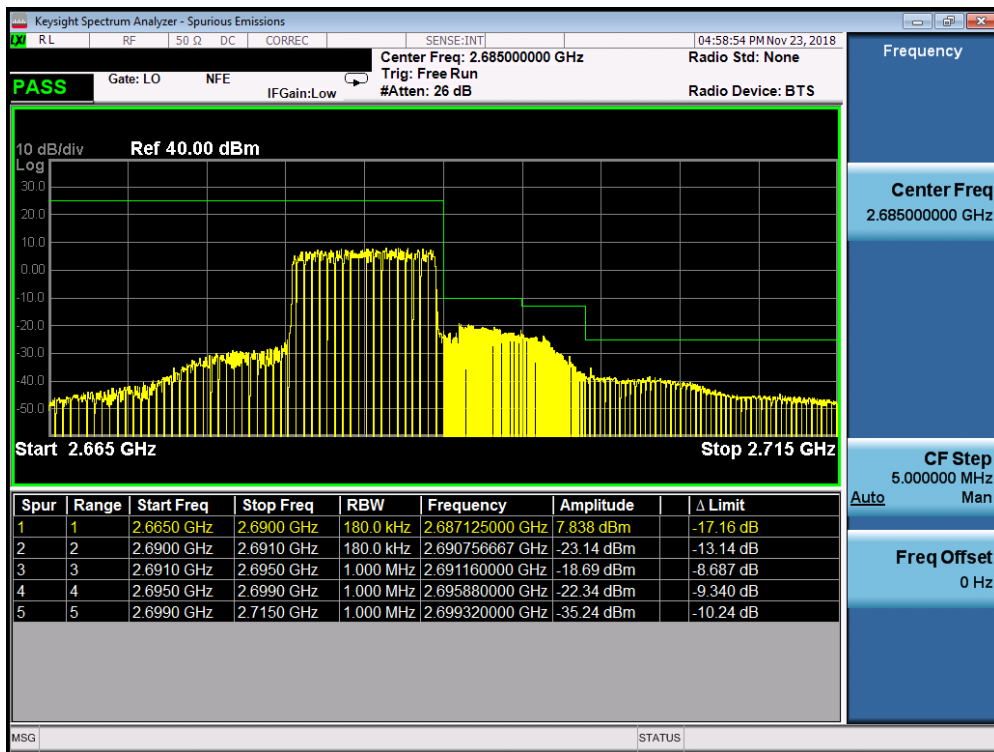 Keysight Spectrum Analyzer - Spurious Emissions
LXI RL RF 50 Ω DC CORREC SENSE:INT 04:58:54 PM Nov 23, 2018
Center Freq: 2.685000000 GHz Radio Std: None
Trig: Free Run
PASS Gate: LO NFE IFGain:Low #Atten: 26 dB Radio Device: BTS
Frequency
10 dB/div Ref 40.00 dBm
Log
30.0
20.0
10.0
0.00
-10.0
-20.0
-30.0
-40.0
-50.0
Start 2.665 GHz Stop 2.715 GHz
Center Freq
2.685000000 GHz
CF Step
5.000000 MHz
Auto Man
Freq Offset
0 Hz
Spur Range Start Freq Stop Freq RBW Frequency Amplitude Δ Limit
1 1 2.6650 GHz 2.6900 GHz 180.0 kHz 2.687125000 GHz 7.838 dBm -17.16 dB
2 2 2.6900 GHz 2.6910 GHz 180.0 kHz 2.690756667 GHz -23.14 dBm -13.14 dB
3 3 2.6910 GHz 2.6950 GHz 1.000 MHz 2.691160000 GHz -18.69 dBm -8.687 dB
4 4 2.6950 GHz 2.6990 GHz 1.000 MHz 2.695880000 GHz -22.34 dBm -9.340 dB
5 5 2.6990 GHz 2.7150 GHz 1.000 MHz 2.699320000 GHz -35.24 dBm -10.24 dB
MSG STATUS